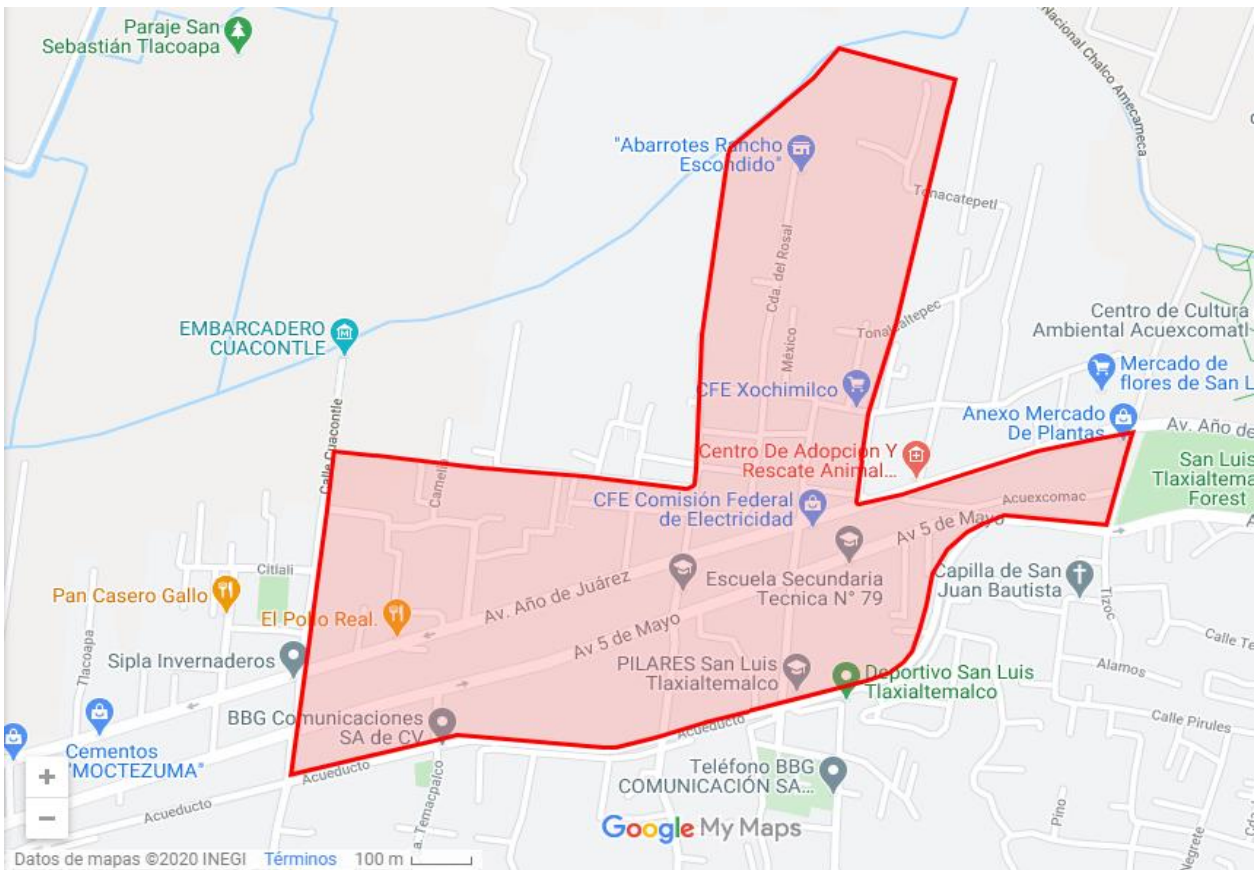 Paraje San
Sebastián Tlacoapa
Nacional Chalco Amecameca
"Abarrotes Rancho
Escondido"
Tonacatepetl
Cda. del Rosal
EMBARCADERO
CUACONTLE
México
Centro de Cultura
Ambiental Acuexcomatl
Mercado de
flores de San L
CFE Xochimilco
Anexo Mercado
De Plantas
Av. Año de
Calle Cuacontle
Centro De Adopcion Y
Rescate Animal...
San Luis
Tlaxialtema
Forest
CFE Comisión Federal
de Electricidad
Acuexcomac
Av 5 de Mayo
Citlali
Pan Casero Gallo
El Pollo Real.
Av. Año de Juárez
Escuela Secundaria
Tecnica N° 79
Capilla de San
Juan Bautista
Tizoc
Av 5 de Mayo
Tlacoapa
Sipla Invernaderos
PILARES San Luis
Tlaxialtemalco
Deportivo San Luis
Tlaxialtemalco
Calle Te
Alamos
Calle Pirules
BBG Comunicaciones
SA de CV
Acueducto
Cementos
"MOCTEZUMA"
Acueducto
Acueducto
a. Temacpalco
Teléfono BBG
COMUNICACIÓN SA...
Pino
Negrete
+
−
Google My Maps
Datos de mapas ©2020 INEGI Términos 100 m